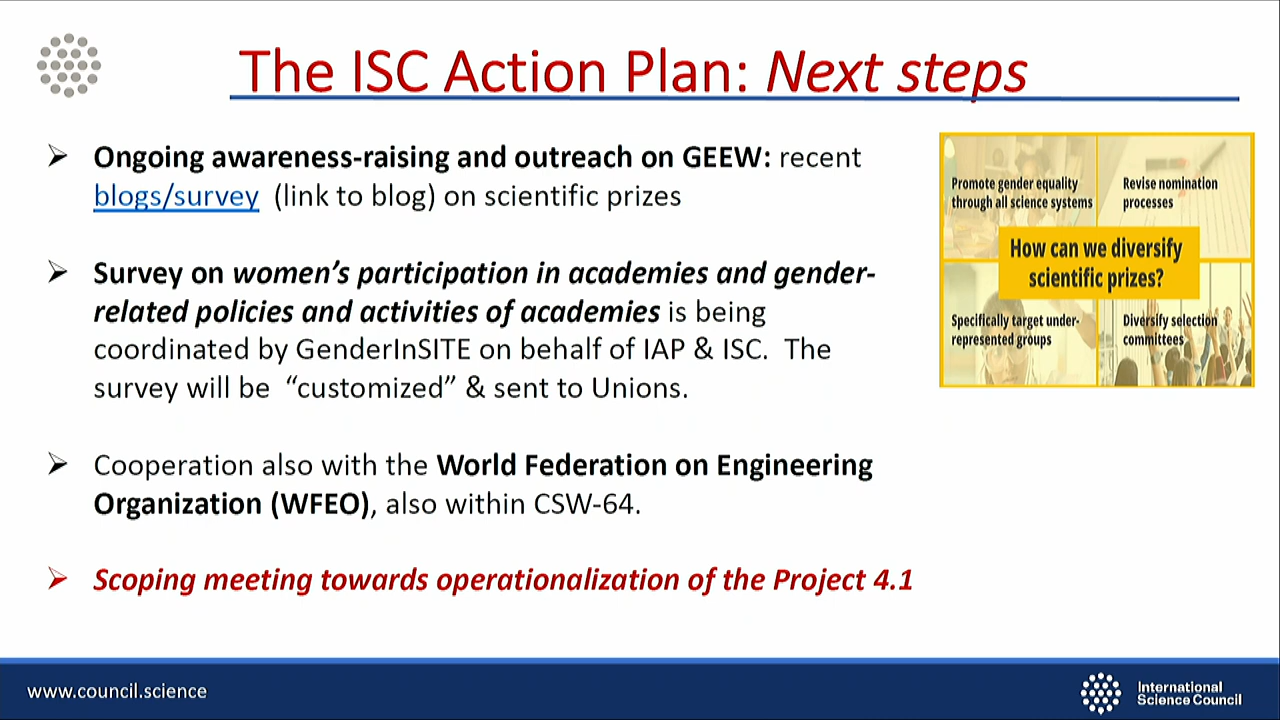 The ISC Action Plan: Next steps
➢ Ongoing awareness-raising and outreach on GEEW: recent
blogs/survey (link to blog) on scientific prizes
➢ Survey on women's participation in academies and gender-
related policies and activities of academies is being
coordinated by GenderInSITE on behalf of IAP & ISC. The
survey will be “customized” & sent to Unions.
➢ Cooperation also with the World Federation on Engineering
Organization (WFEO), also within CSW-64.
➢ Scoping meeting towards operationalization of the Project 4.1
Promote gender equality
through all science systems
Revise nomination
processes
How can we diversify
scientific prizes?
Specifically target under-
represented groups
Diversify selection
committees
www.council.science
International
Science Council